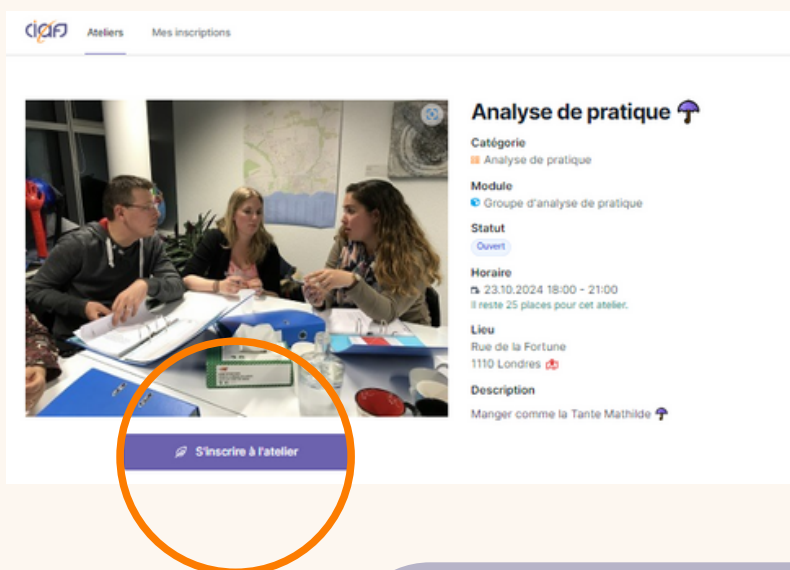 ciaFJ
Ateliers
Mes inscriptions
Analyse de pratique
Catégorie
Analyse de pratique
Module
Groupe d'analyse de pratique
Statut
Ouvert
Horaire
23.10.2024 18:00 - 21:00
Il reste 25 places pour cet atelier.
Lieu
Rue de la Fortune
1110 Londres
Description
Manger comme la Tante Mathilde
S'inscrire à l'atelier